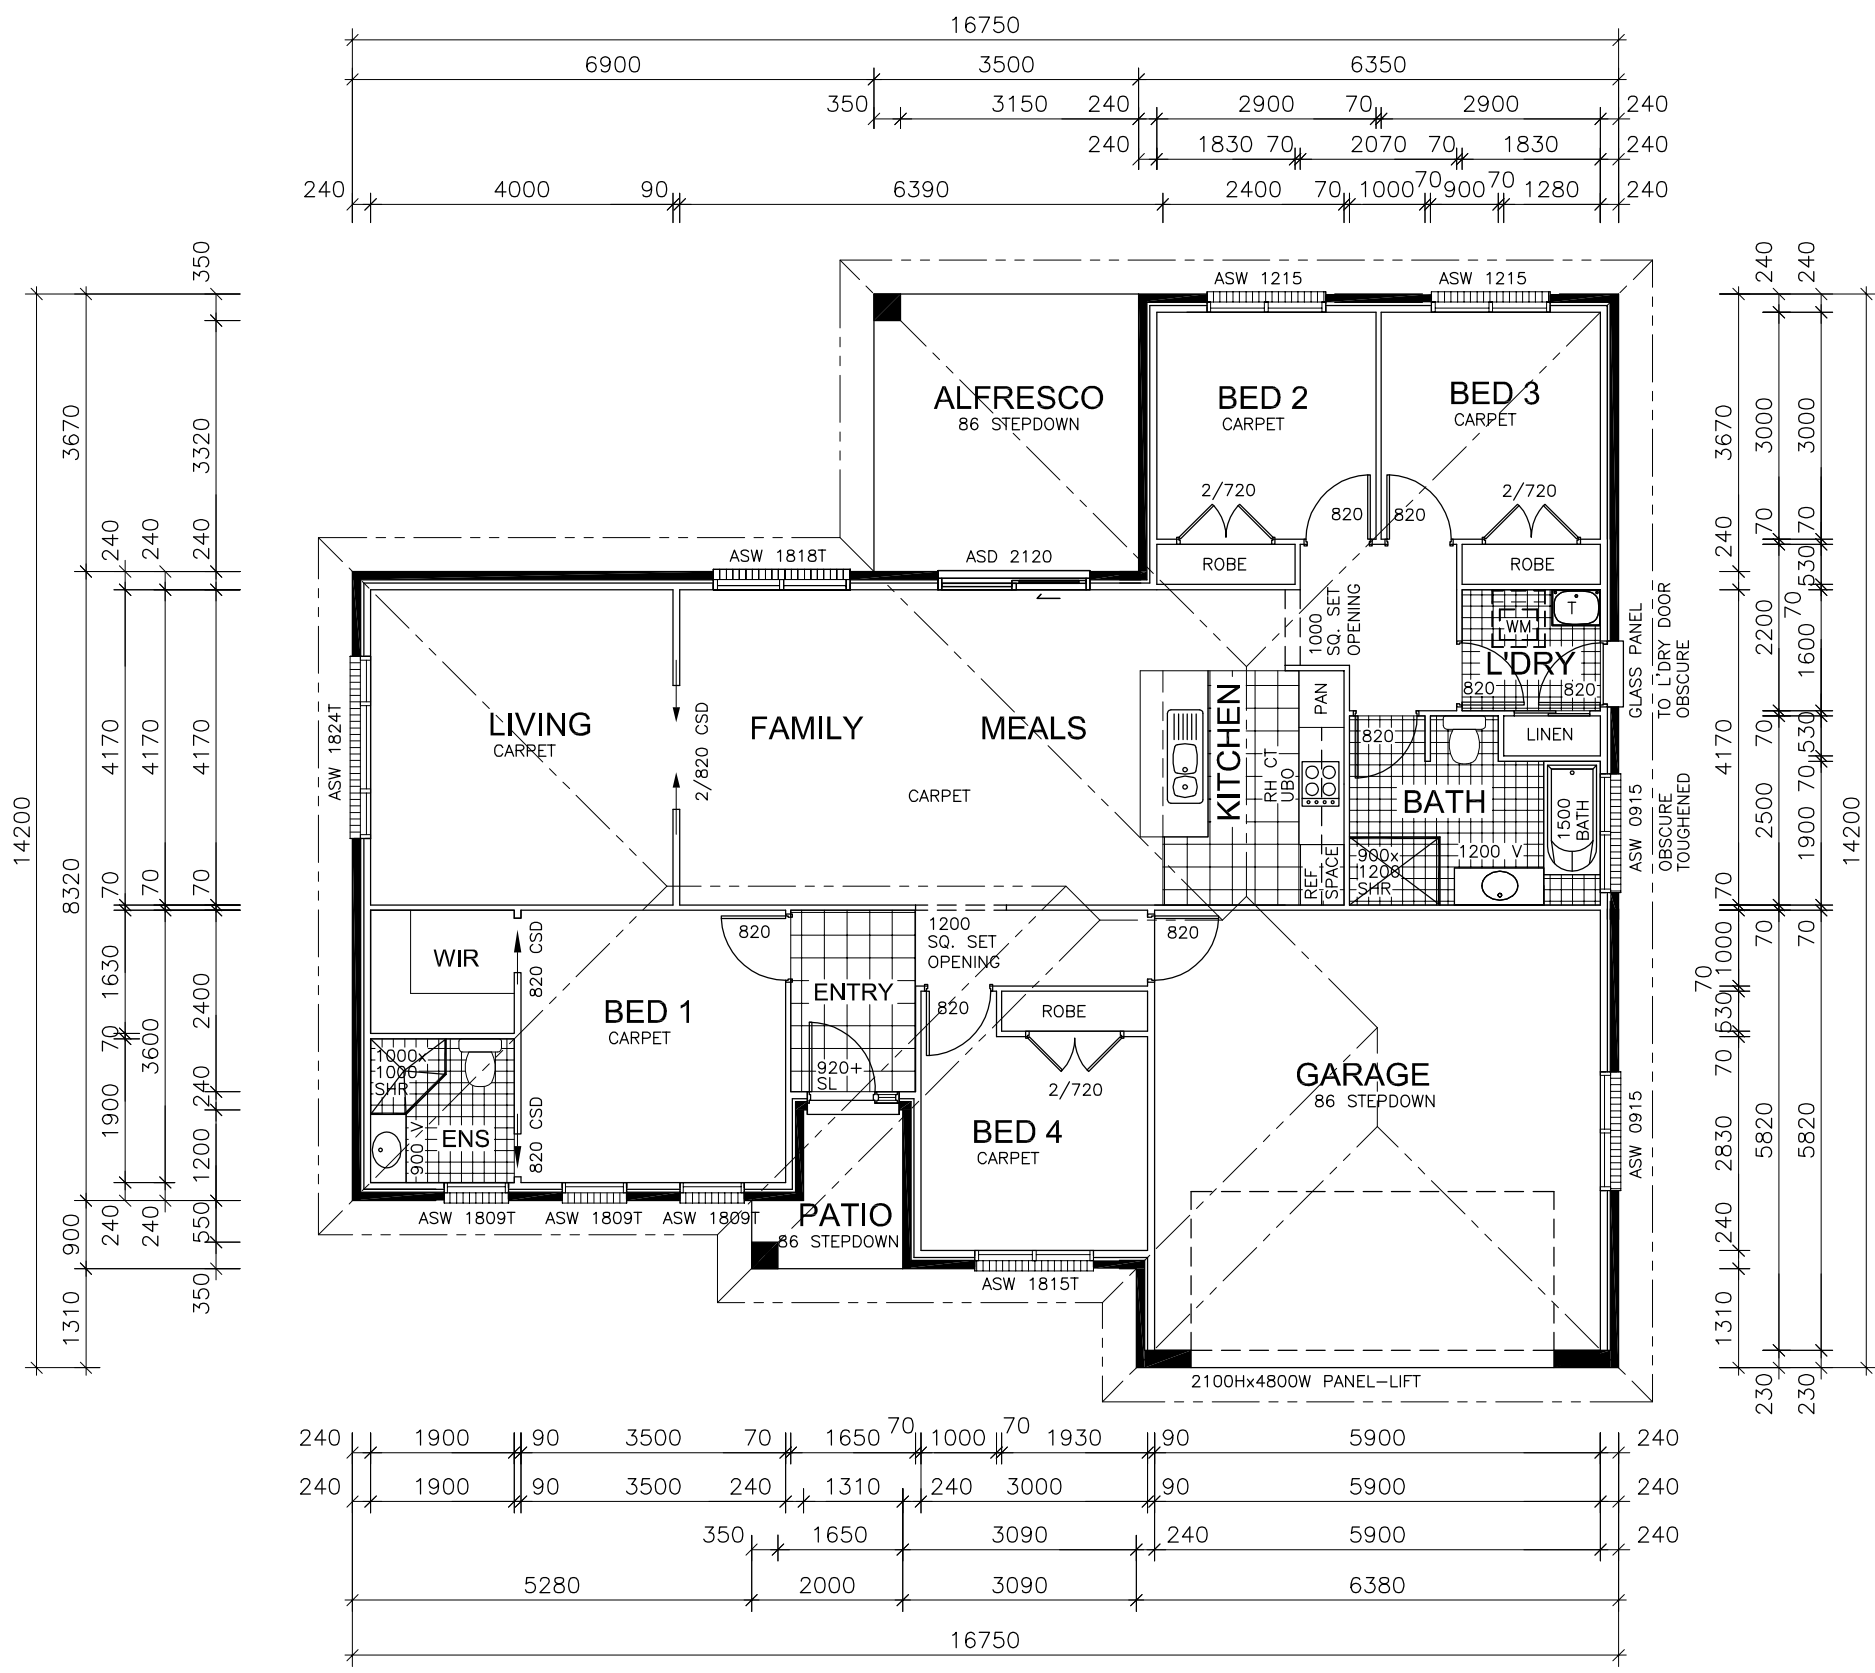 16750
6900 3500 6350
350 3150 240 2900 70 2900 240
240 1830 70 2070 70 1830 240
240 4000 90 6390 2400 70 1000 70 900 70 1280 240
14200
3670 8320 900 1310
240 1630 70 1900 240
240 4170 70 3600 240
350 3320 240 4170 70 2400 240 1200 550 350
ASW 1215
ASW 1215
ALFRESCO
86 STEPDOWN
BED 2
CARPET
BED 3
CARPET
2/720
820
820
2/720
ROBE
ROBE
ASW 1818T
ASD 2120
1000
SQ. SET
OPENING
T
WM
L'DRY
820
820
GLASS PANEL
TO L'DRY DOOR
OBSCURE
ASW 1824T
LIVING
CARPET
2/820 CSD
FAMILY
MEALS
CARPET
KITCHEN
RH CT
UBO
PAN
REF
SPACE
820
LINEN
BATH
1500
BATH
900x
1200
SHR
1200 V
ASW 0915
OBSCURE
TOUGHENED
WIR
820 CSD
BED 1
CARPET
820
ENTRY
920+
SL
1200
SQ. SET
OPENING
820
820
ROBE
2/720
BED 4
CARPET
GARAGE
86 STEPDOWN
ASW 0915
1000x
1000
SHR
900 V
ENS
820 CSD
ASW 1809T
ASW 1809T
ASW 1809T
PATIO
86 STEPDOWN
ASW 1815T
2100Hx4800W PANEL-LIFT
3670 240 4170 70 1000 70 530 70 2830 240 1310
240 3000 70 2200 70 2500 70 5820 230
240 3000 70 530 70 1600 70 530 70 1900 70 5820 230
14200
240 1900 90 3500 70 1650 70 1000 70 1930 90 5900 240
240 1900 90 3500 240 1310 240 3000 90 5900 240
350 1650 3090 240 5900 240
5280 2000 3090 6380
16750